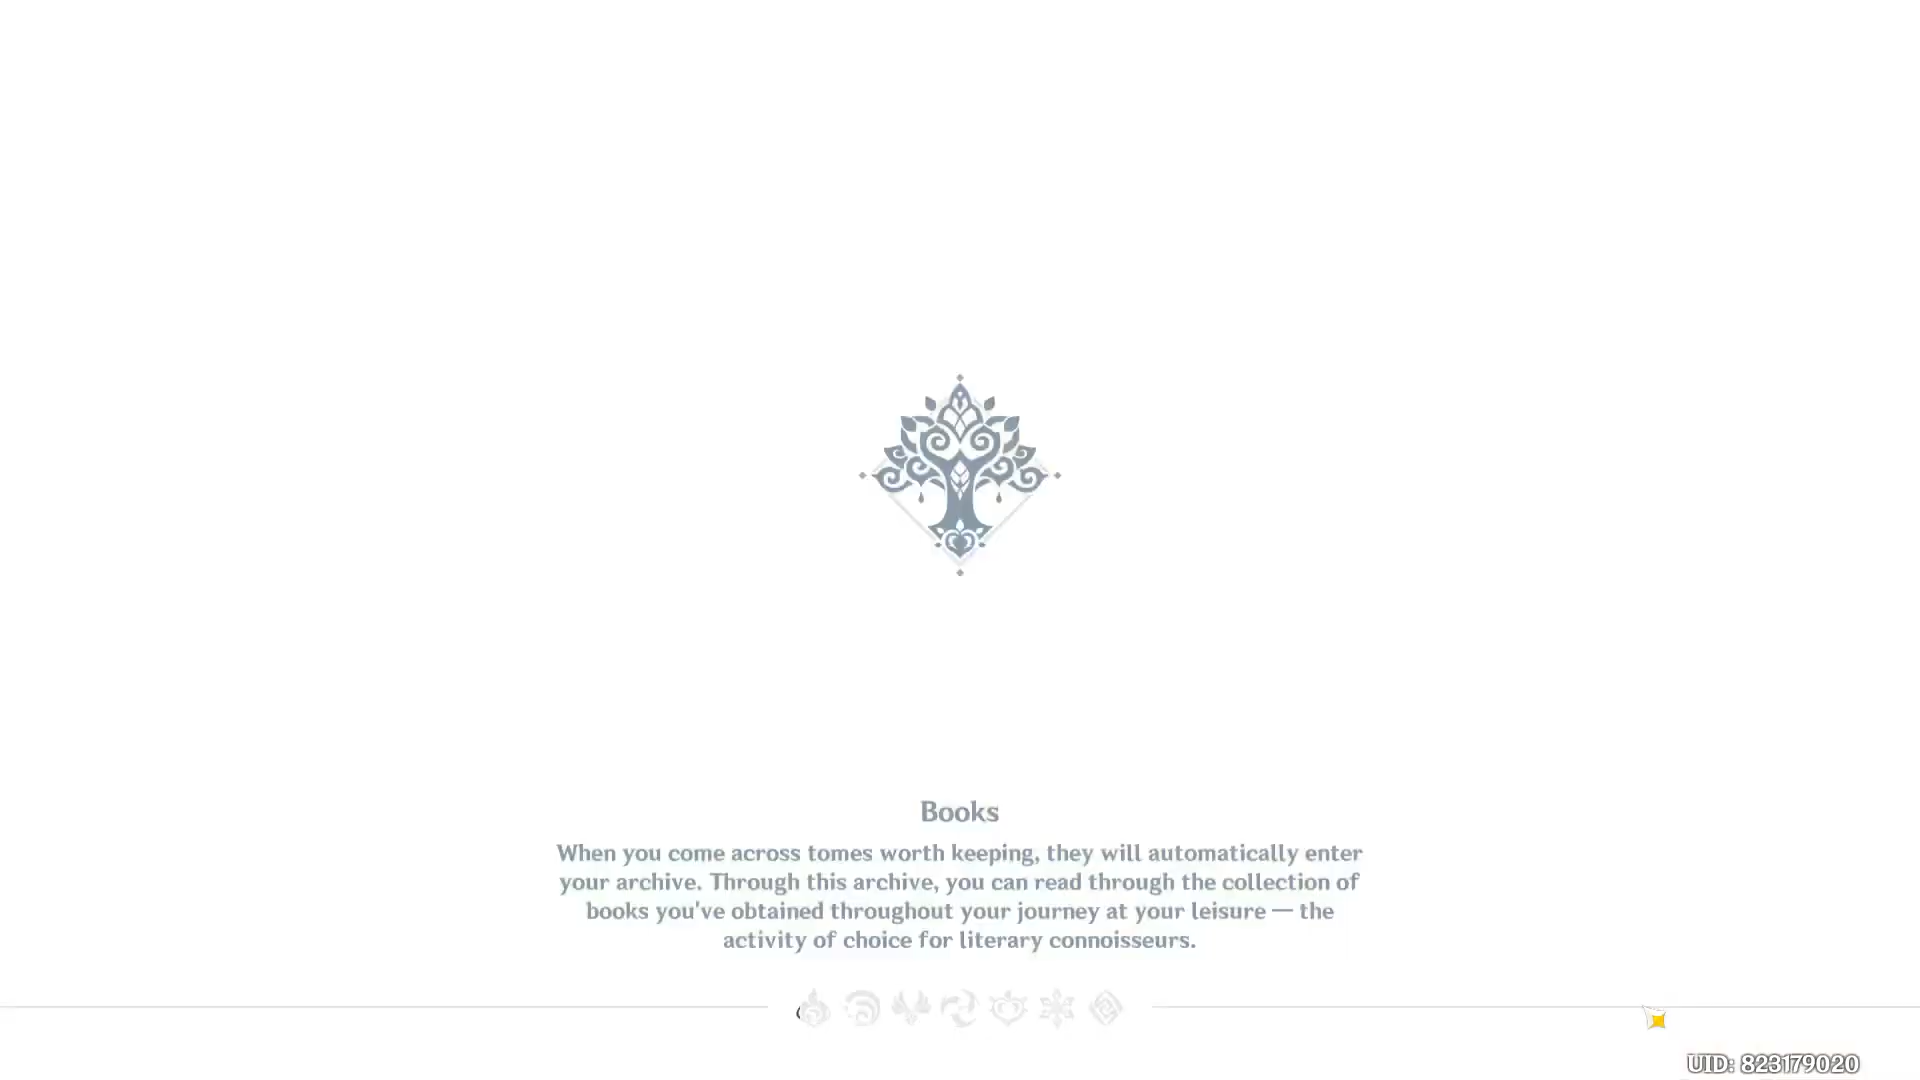 Books
When you come across tomes worth keeping, they will automatically enter
your archive. Through this archive, you can read through the collection of
books you've obtained throughout your journey at your leisure — the
activity of choice for literary connoisseurs.
UID: 823179020